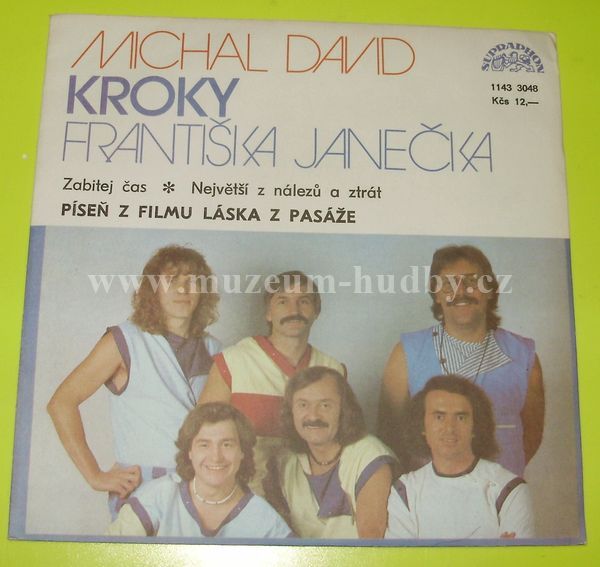 MICHAL DAVID
SUPRAPHON
KROKY
1143 3048
Kčs 12,—
FRANTIŠKA JANEČKA
Zabitej čas ✻ Největší z nálezů a ztrát
PÍSEŇ Z FILMU LÁSKA Z PASÁŽE
www.muzeum-hudby.cz